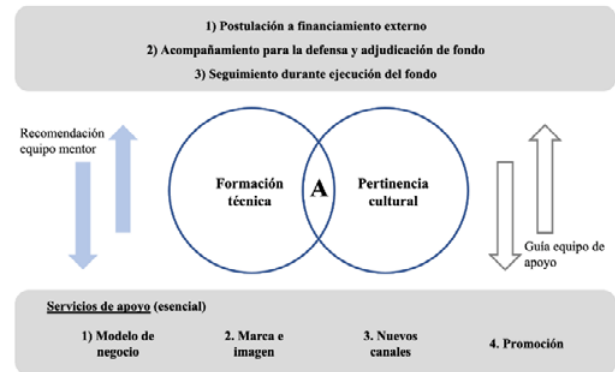 1) Postulación a financiamiento externo
2) Acompañamiento para la defensa y adjudicación de fondo
3) Seguimiento durante ejecución del fondo
Recomendación
equipo mentor
Formación
técnica
A
Pertinencia
cultural
Guía equipo de
apoyo
Servicios de apoyo (esencial)
1) Modelo de
negocio
2. Marca e
imagen
3. Nuevos
canales
4. Promoción